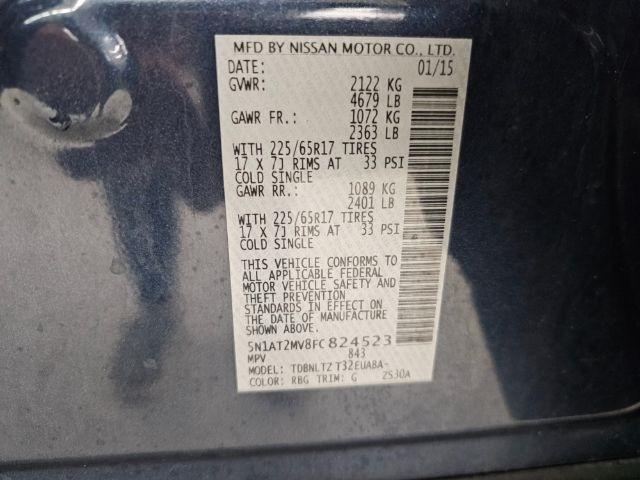 MFD BY NISSAN MOTOR CO., LTD.
DATE: 01/15
GVWR: 2122 KG
4679 LB
GAWR FR.: 1072 KG
2363 LB
WITH 225/65R17 TIRES
17 X 7J RIMS AT 33 PSI
COLD SINGLE
GAWR RR.: 1089 KG
2401 LB
WITH 225/65R17 TIRES
17 X 7J RIMS AT 33 PSI
COLD SINGLE
THIS VEHICLE CONFORMS TO
ALL APPLICABLE FEDERAL
MOTOR VEHICLE SAFETY AND
THEFT PREVENTION
STANDARDS IN EFFECT ON
THE DATE OF MANUFACTURE
SHOWN ABOVE.
5N1AT2MV8FC824523
MPV 843
MODEL: TDBNLTZ T32EUABA-
COLOR: RBG TRIM: G ZS30A